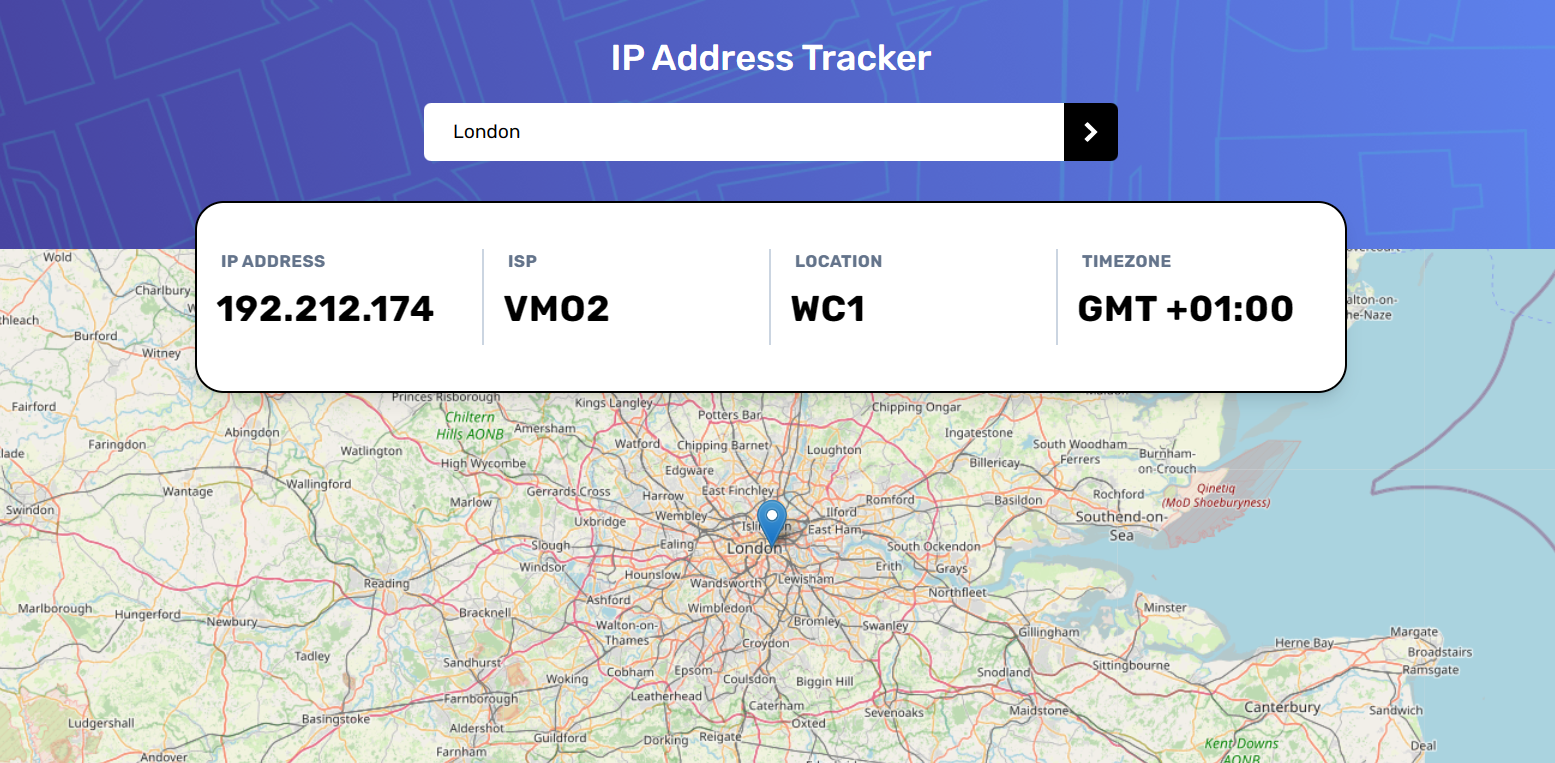 IP Address Tracker
London
IP ADDRESS
192.212.174
ISP
VMO2
LOCATION
WC1
TIMEZONE
GMT +01:00
Wold
Charlbury
Burford
Witney
alton-on-
he-Naze
Fairford
Faringdon
Abingdon
Wantage
Swindon
Wallingford
Watlington
Princes Risborough
Chiltern
Hills AONB
Amersham
High Wycombe
Marlow
Gerrards Cross
Kings Langley
Watford
Potters Bar
Chipping Barnet
Edgware
Harrow
East Finchley
Wembley
Uxbridge
Ealing
London
Loughton
Chipping Ongar
Ingatestone
Billericay
South Woodham
Ferrers
Burnham-
on-Crouch
Rochford
Basildon
Romford
Ilford
East Ham
Southend-on-
Sea
Qinetiq
(MoD Shoeburyness)
South Ockendon
Erith
Grays
Slough
Windsor
Hounslow
Wandsworth
Lewisham
Northfleet
Reading
Ashford
Wimbledon
Bracknell
Walton-on-
Thames
Bromley
Swanley
Croydon
Marlborough
Hungerford
Newbury
Tadley
Sandhurst
Woking
Cobham
Epsom
Coulsdon
Biggin Hill
Farnborough
Leatherhead
Caterham
Oxted
Sevenoaks
Gillingham
Minster
Sittingbourne
Snodland
Maidstone
Herne Bay
Margate
Broadstairs
Ramsgate
Canterbury
Sandwich
Deal
Kent Downs
AONB
Ludgershall
Basingstoke
Andover
Aldershot
Farnham
Guildford
Dorking
Reigate